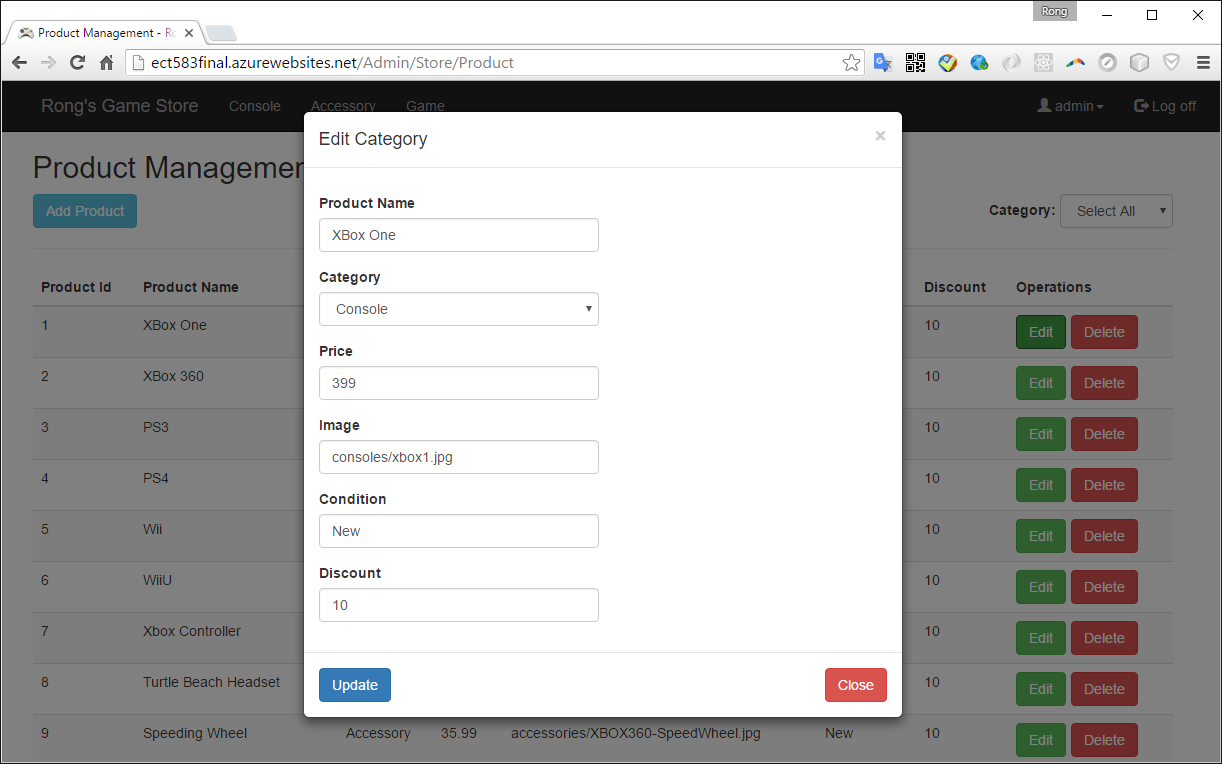 Rong
Product Management - R
ect583final.azurewebsites.net/Admin/Store/Product
Rong's Game Store Console Accessory Game admin Log off
Edit Category ×
Product Managemen
Add Product
Category: Select All
Product Name
XBox One
Category
Console
Price
399
Image
consoles/xbox1.jpg
Condition
New
Discount
10
Update Close
Product Id Product Name Discount Operations
1 XBox One 10 Edit Delete
2 XBox 360 10 Edit Delete
3 PS3 10 Edit Delete
4 PS4 10 Edit Delete
5 Wii 10 Edit Delete
6 WiiU 10 Edit Delete
7 Xbox Controller 10 Edit Delete
8 Turtle Beach Headset 10 Edit Delete
9 Speeding Wheel Accessory 35.99 accessories/XBOX360-SpeedWheel.jpg New 10 Edit Delete